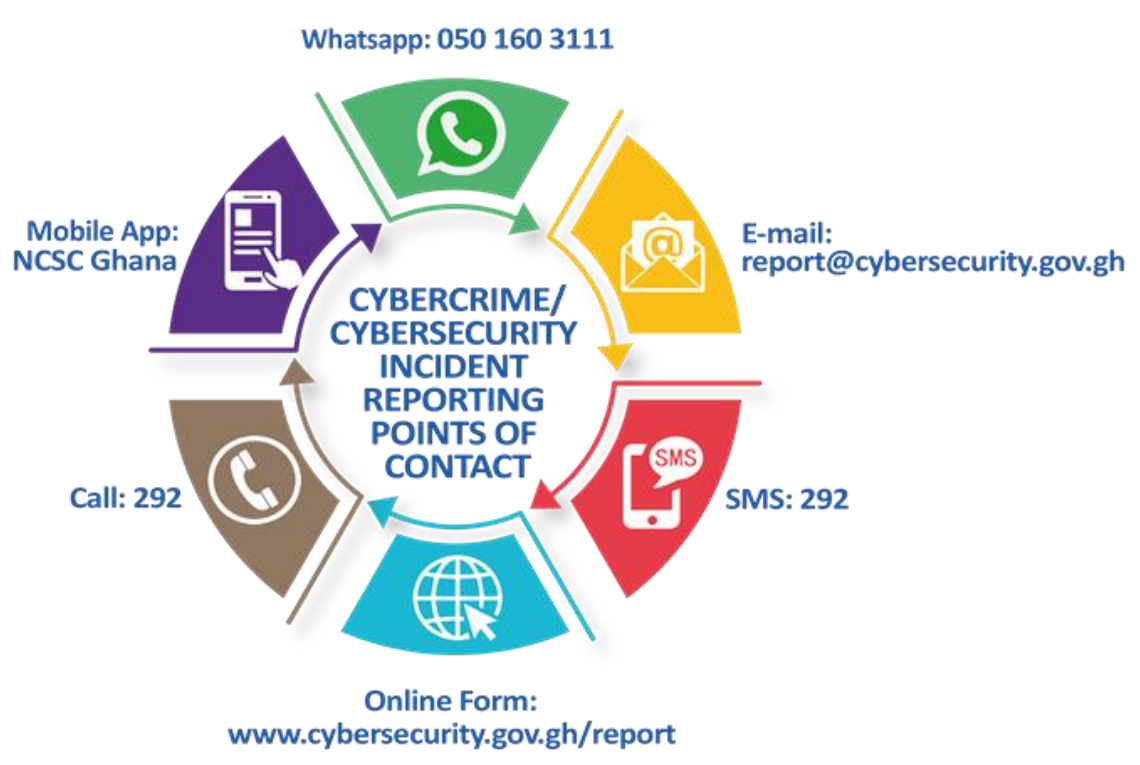 Whatsapp: 050 160 3111
E-mail:
report@cybersecurity.gov.gh
SMS
SMS: 292
Online Form:
www.cybersecurity.gov.gh/report
Call: 292
Mobile App:
NCSC Ghana
@
CYBERCRIME/
CYBERSECURITY
INCIDENT
REPORTING
POINTS OF
CONTACT